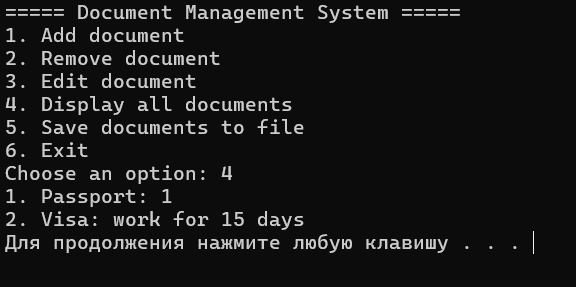 ===== Document Management System =====
1. Add document
2. Remove document
3. Edit document
4. Display all documents
5. Save documents to file
6. Exit
Choose an option: 4
1. Passport: 1
2. Visa: work for 15 days
Для продолжения нажмите любую клавишу . . .